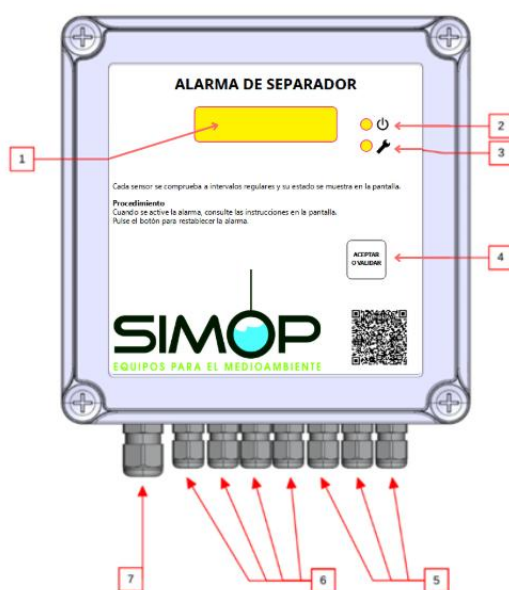 ALARMA DE SEPARADOR
1
2
3
Cada sensor se comprueba a intervalos regulares y su estado se muestra en la pantalla.
Procedimiento
Cuando se active la alarma, consulte las instrucciones en la pantalla.
Pulse el botón para restablecer la alarma.
ACEPTAR
O VALIDAR
4
SIMOP
EQUIPOS PARA EL MEDIOAMBIENTE
7
6
5